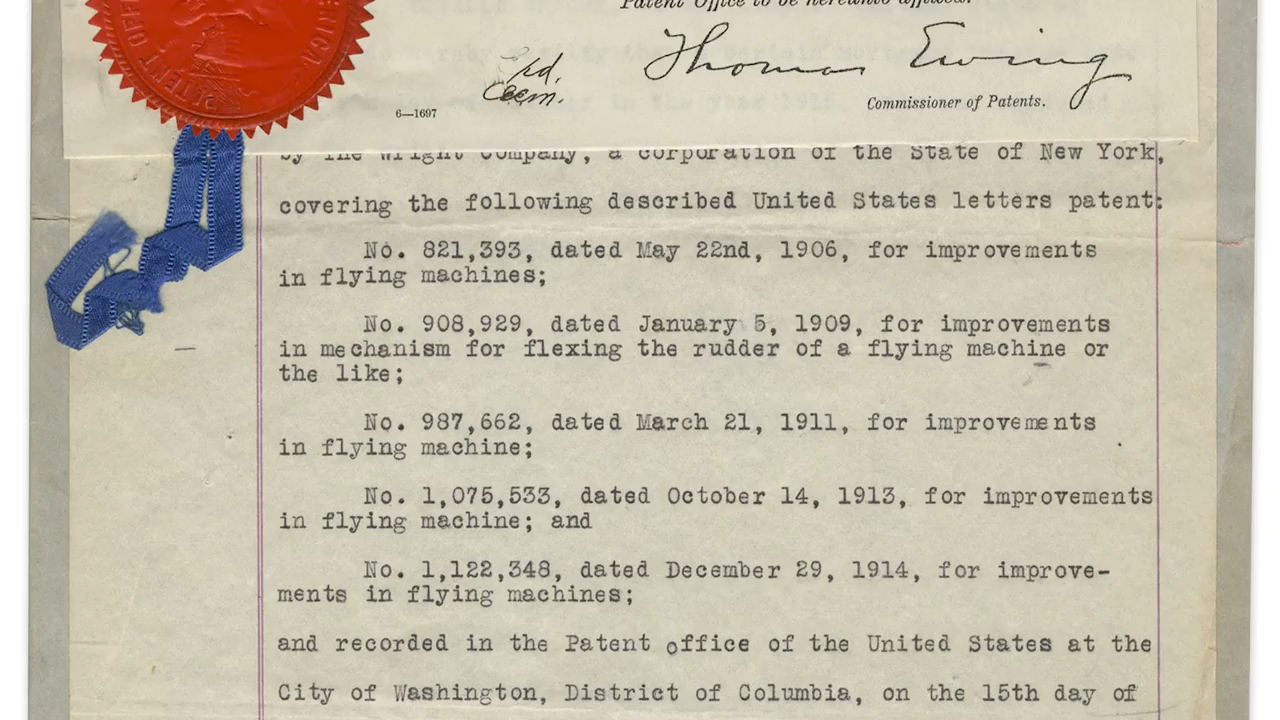 Patent Office to be hereunto affixed.
Thomas Ewing
6—1697
Commissioner of Patents.
by The Wright Company, a corporation of the State of New York,
covering the following described United States letters patent:
No. 821,393, dated May 22nd, 1906, for improvements
in flying machines;
No. 908,929, dated January 5, 1909, for improvements
in mechanism for flexing the rudder of a flying machine or
the like;
No. 987,662, dated March 21, 1911, for improvements
in flying machine;
No. 1,075,533, dated October 14, 1913, for improvements
in flying machine; and
No. 1,122,348, dated December 29, 1914, for improve-
ments in flying machines;
and recorded in the Patent office of the United States at the
City of Washington, District of Columbia, on the 15th day of